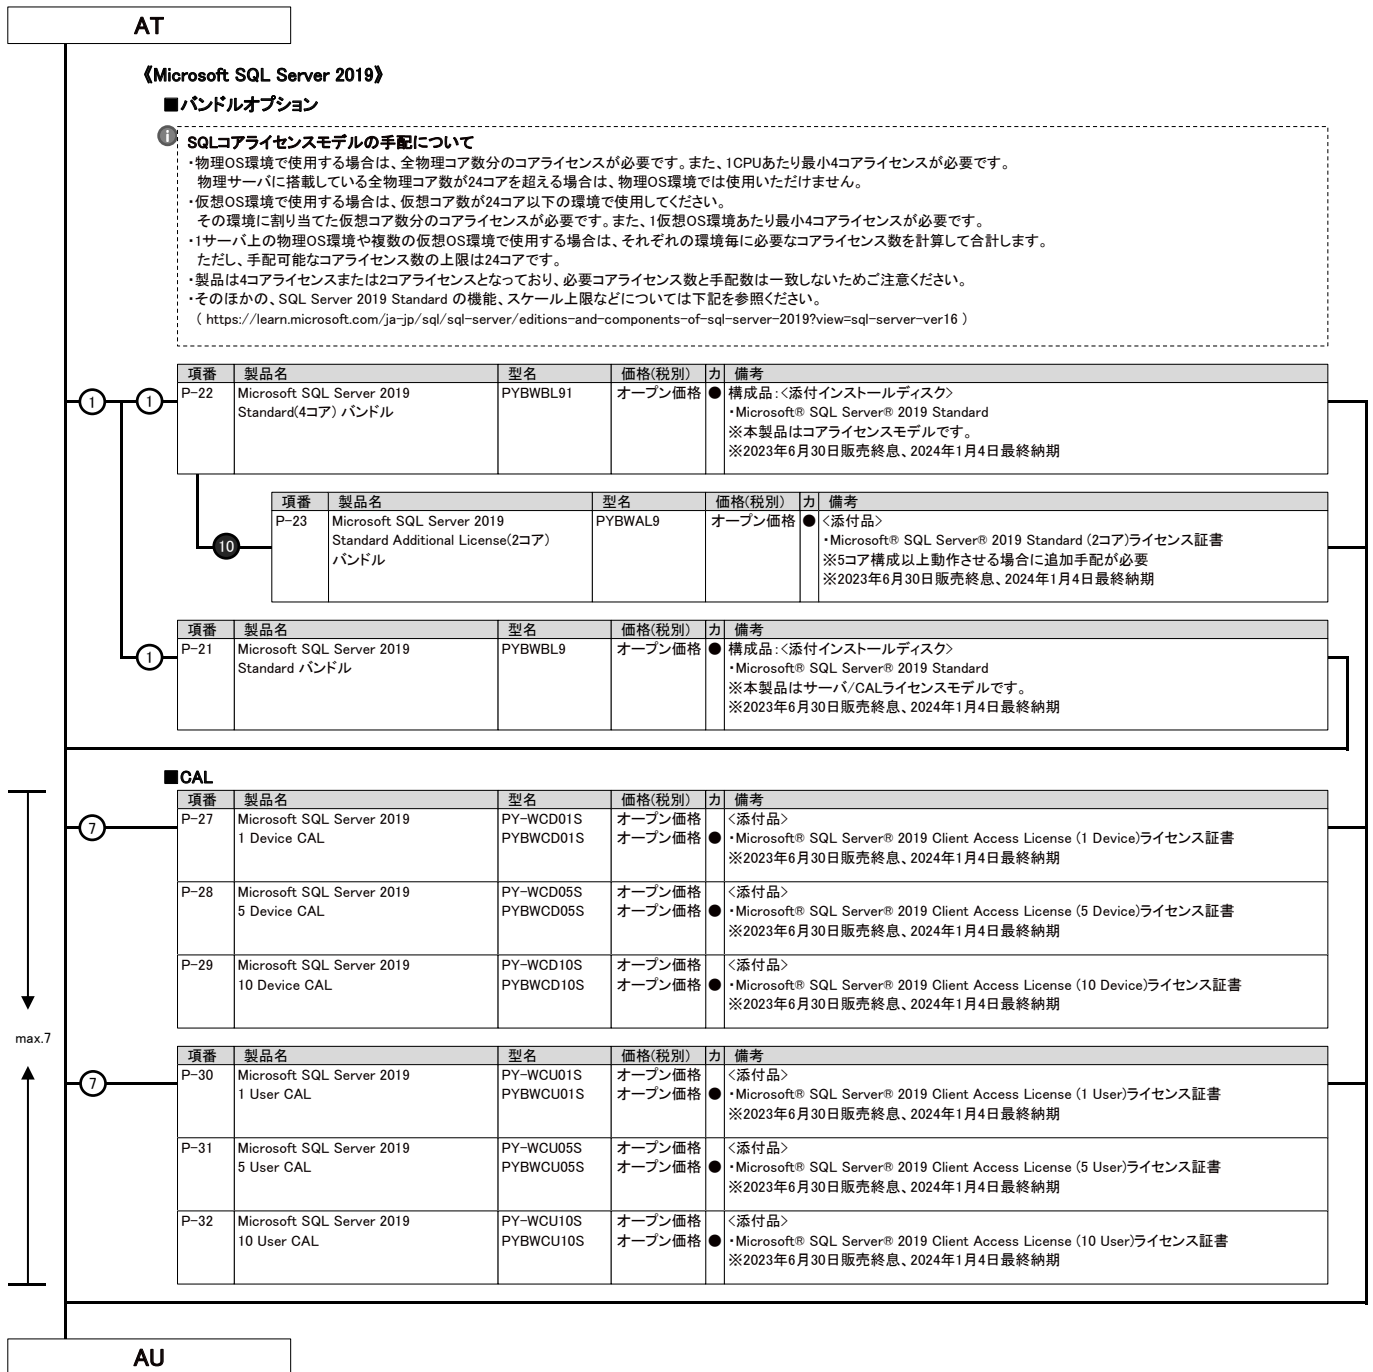 AT
《Microsoft SQL Server 2019》
■バンドルオプション
i
SQLコアライセンスモデルの手配について
・物理OS環境で使用する場合は、全物理コア数分のコアライセンスが必要です。また、1CPUあたり最小4コアライセンスが必要です。
物理サーバに搭載している全物理コア数が24コアを超える場合は、物理OS環境では使用いただけません。
・仮想OS環境で使用する場合は、仮想コア数が24コア以下の環境で使用してください。
その環境に割り当てた仮想コア数分のコアライセンスが必要です。また、1仮想OS環境あたり最小4コアライセンスが必要です。
・1サーバ上の物理OS環境や複数の仮想OS環境で使用する場合は、それぞれの環境毎に必要なコアライセンス数を計算して合計します。
ただし、手配可能なコアライセンス数の上限は24コアです。
・製品は4コアライセンスまたは2コアライセンスとなっており、必要コアライセンス数と手配数は一致しないためご注意ください。
・そのほかの、SQL Server 2019 Standard の機能、スケール上限などについては下記を参照ください。
( https://learn.microsoft.com/ja-jp/sql/sql-server/editions-and-components-of-sql-server-2019?view=sql-server-ver16 )
項番 製品名 型名 価格(税別) カ 備考
1 1 P-22 Microsoft SQL Server 2019 PYBWBL91 オープン価格 ● 構成品：<添付インストールディスク>
Standard(4コア) バンドル ・Microsoft® SQL Server® 2019 Standard
※本製品はコアライセンスモデルです。
※2023年6月30日販売終息、2024年1月4日最終納期
項番 製品名 型名 価格(税別) カ 備考
P-23 Microsoft SQL Server 2019 PYBWAL9 オープン価格 ● <添付品>
10 Standard Additional License(2コア) ・Microsoft® SQL Server® 2019 Standard (2コア)ライセンス証書
バンドル ※5コア構成以上動作させる場合に追加手配が必要
※2023年6月30日販売終息、2024年1月4日最終納期
項番 製品名 型名 価格(税別) カ 備考
1 P-21 Microsoft SQL Server 2019 PYBWBL9 オープン価格 ● 構成品：<添付インストールディスク>
Standard バンドル ・Microsoft® SQL Server® 2019 Standard
※本製品はサーバ/CALライセンスモデルです。
※2023年6月30日販売終息、2024年1月4日最終納期
■CAL
項番 製品名 型名 価格(税別) カ 備考
7 P-27 Microsoft SQL Server 2019 PY-WCD01S オープン価格 <添付品>
1 Device CAL PYBWCD01S オープン価格 ● ・Microsoft® SQL Server® 2019 Client Access License (1 Device)ライセンス証書
※2023年6月30日販売終息、2024年1月4日最終納期
P-28 Microsoft SQL Server 2019 PY-WCD05S オープン価格 <添付品>
5 Device CAL PYBWCD05S オープン価格 ● ・Microsoft® SQL Server® 2019 Client Access License (5 Device)ライセンス証書
※2023年6月30日販売終息、2024年1月4日最終納期
P-29 Microsoft SQL Server 2019 PY-WCD10S オープン価格 <添付品>
10 Device CAL PYBWCD10S オープン価格 ● ・Microsoft® SQL Server® 2019 Client Access License (10 Device)ライセンス証書
※2023年6月30日販売終息、2024年1月4日最終納期
max.7
項番 製品名 型名 価格(税別) カ 備考
7 P-30 Microsoft SQL Server 2019 PY-WCU01S オープン価格 <添付品>
1 User CAL PYBWCU01S オープン価格 ● ・Microsoft® SQL Server® 2019 Client Access License (1 User)ライセンス証書
※2023年6月30日販売終息、2024年1月4日最終納期
P-31 Microsoft SQL Server 2019 PY-WCU05S オープン価格 <添付品>
5 User CAL PYBWCU05S オープン価格 ● ・Microsoft® SQL Server® 2019 Client Access License (5 User)ライセンス証書
※2023年6月30日販売終息、2024年1月4日最終納期
P-32 Microsoft SQL Server 2019 PY-WCU10S オープン価格 <添付品>
10 User CAL PYBWCU10S オープン価格 ● ・Microsoft® SQL Server® 2019 Client Access License (10 User)ライセンス証書
※2023年6月30日販売終息、2024年1月4日最終納期
AU